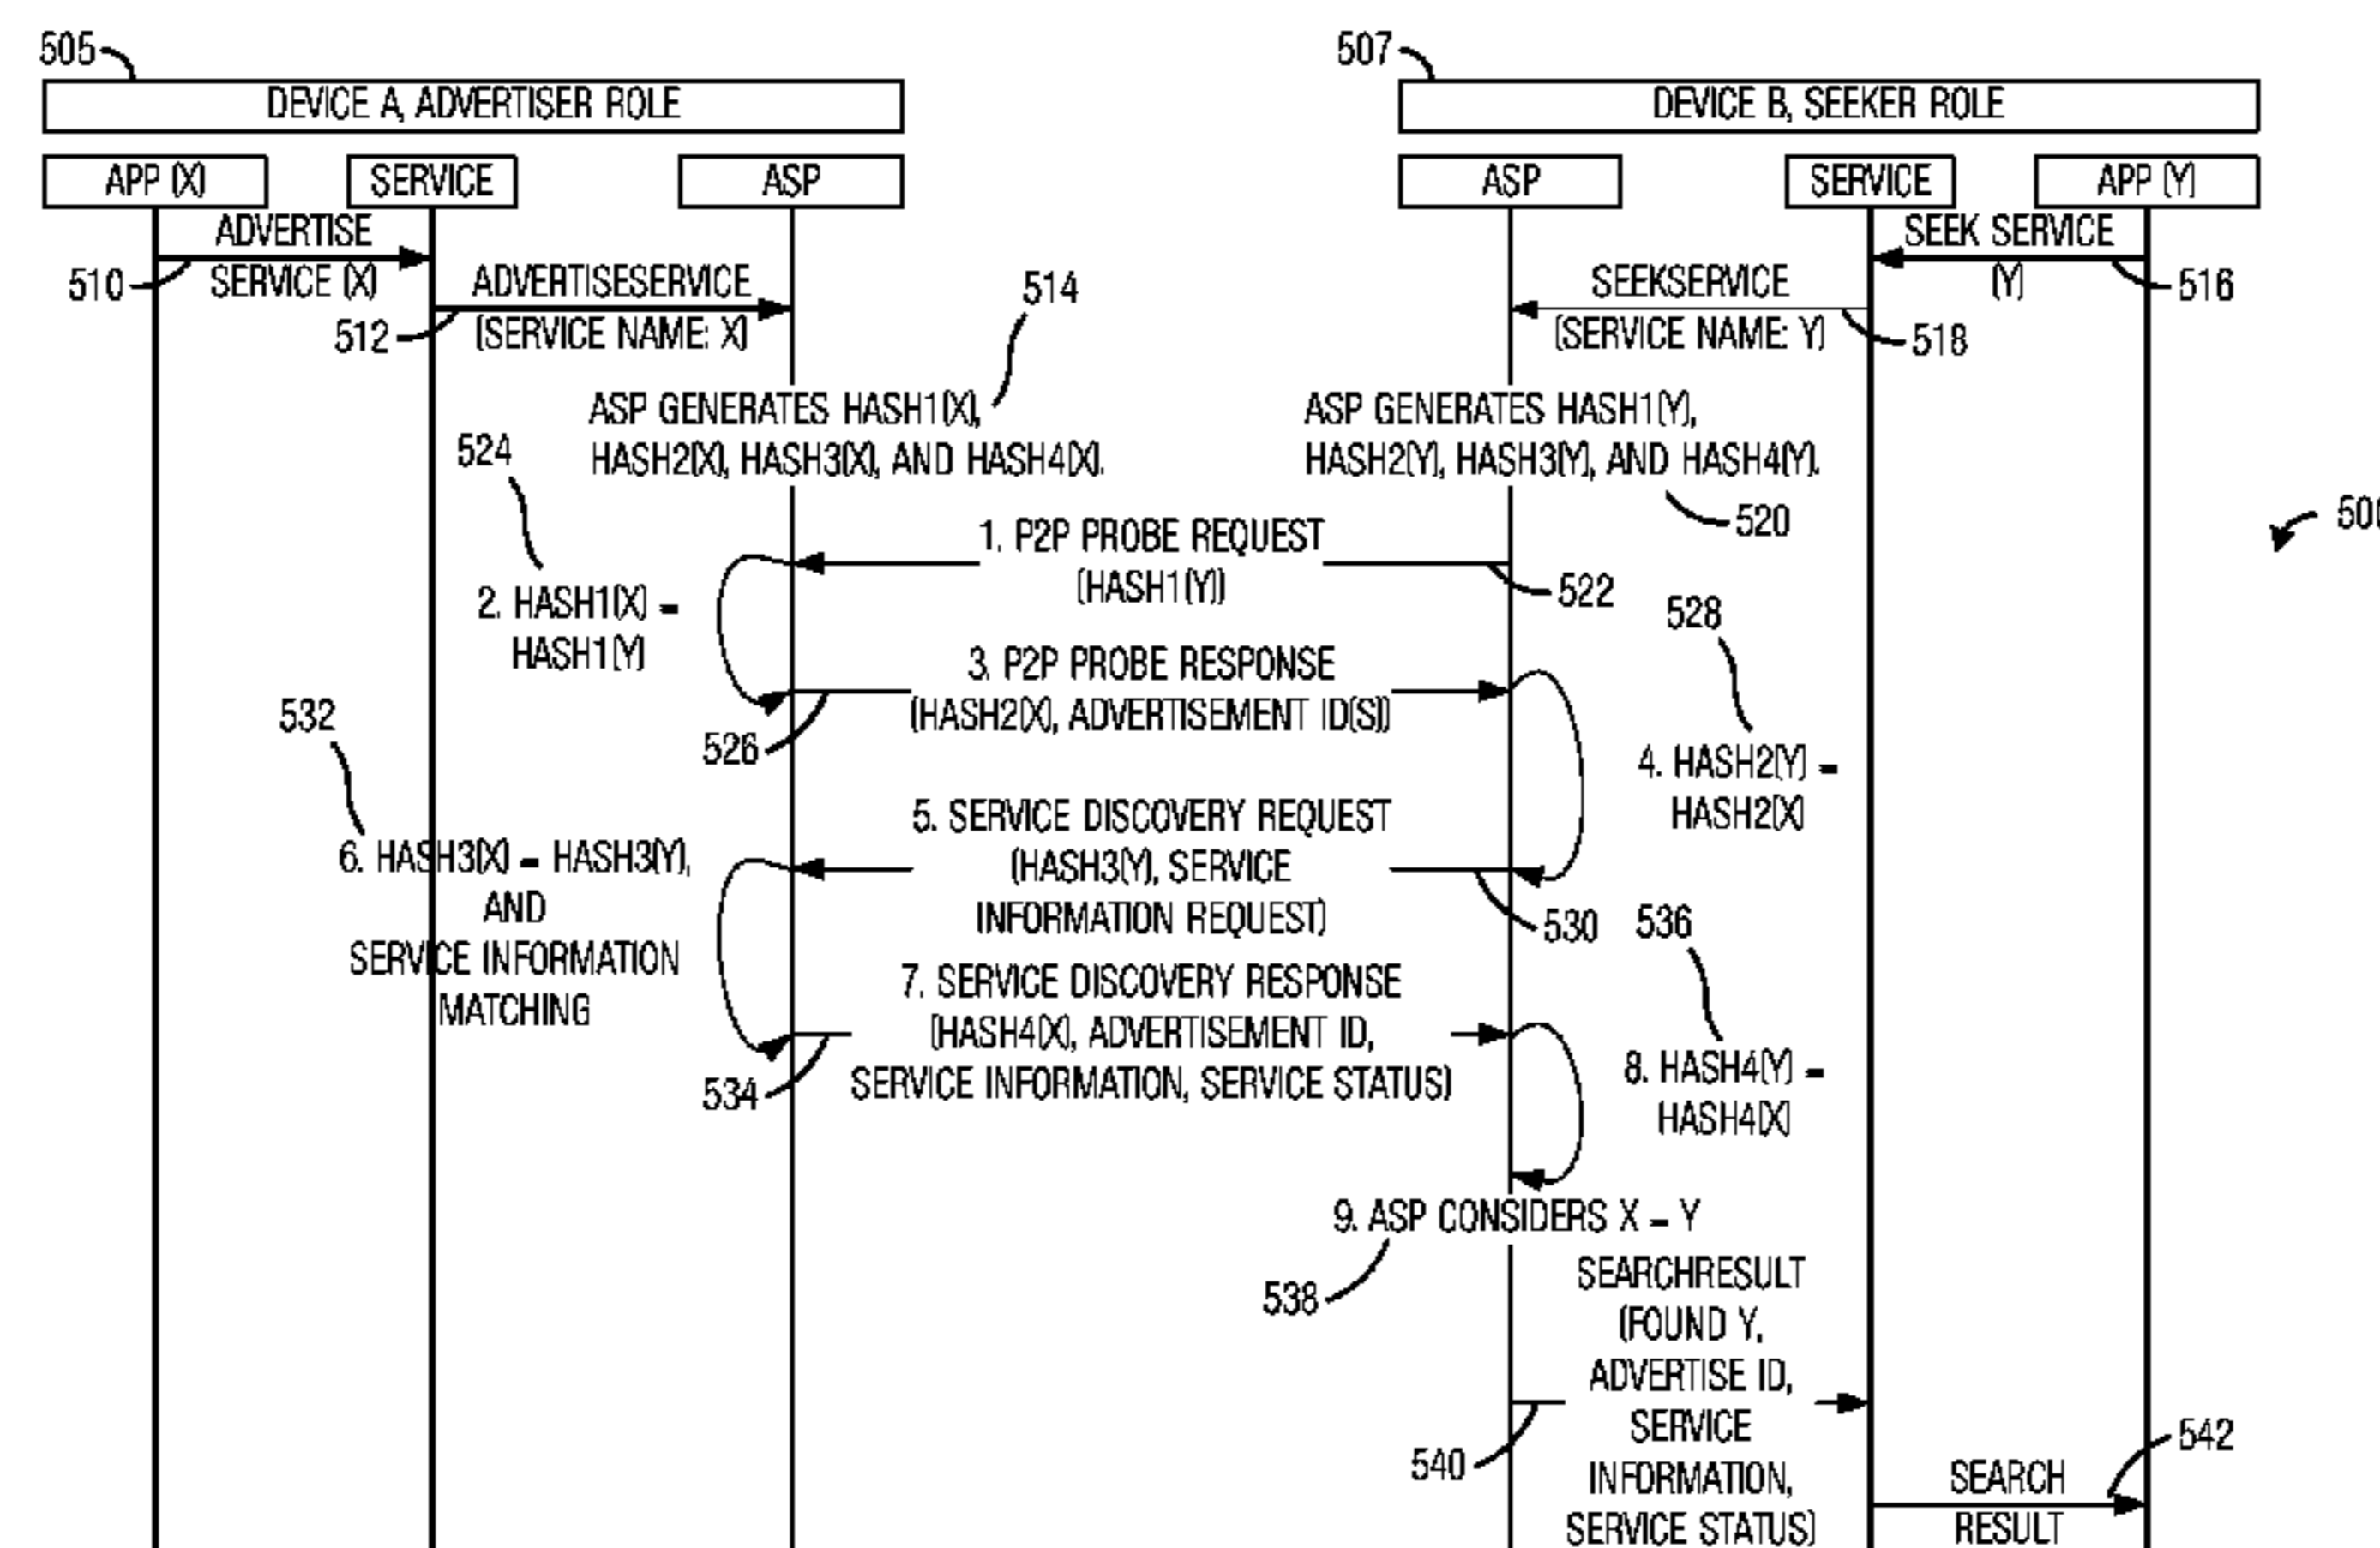 505
507
DEVICE A, ADVERTISER ROLE
DEVICE B, SEEKER ROLE
APP (X)
SERVICE
ASP
ASP
SERVICE
APP (Y)
ADVERTISE
SERVICE (X)
510
ADVERTISESERVICE
(SERVICE NAME: X)
512
514
SEEK SERVICE
(Y)
516
SEEKSERVICE
(SERVICE NAME: Y)
518
ASP GENERATES HASH1(X),
HASH2(X), HASH3(X), AND HASH4(X).
ASP GENERATES HASH1(Y),
HASH2(Y), HASH3(Y), AND HASH4(Y).
520
524
1. P2P PROBE REQUEST
(HASH1(Y))
522
2. HASH1(X) =
HASH1(Y)
528
3. P2P PROBE RESPONSE
(HASH2(X), ADVERTISEMENT ID(S))
526
4. HASH2(Y) =
HASH2(X)
532
5. SERVICE DISCOVERY REQUEST
(HASH3(Y), SERVICE
INFORMATION REQUEST)
530
6. HASH3(X) = HASH3(Y),
AND
SERVICE INFORMATION
MATCHING
536
7. SERVICE DISCOVERY RESPONSE
(HASH4(X), ADVERTISEMENT ID,
SERVICE INFORMATION, SERVICE STATUS)
534
8. HASH4(Y) =
HASH4(X)
9. ASP CONSIDERS X = Y
538
SEARCHRESULT
(FOUND Y,
ADVERTISE ID,
SERVICE
INFORMATION,
SERVICE STATUS)
540
542
SEARCH
RESULT